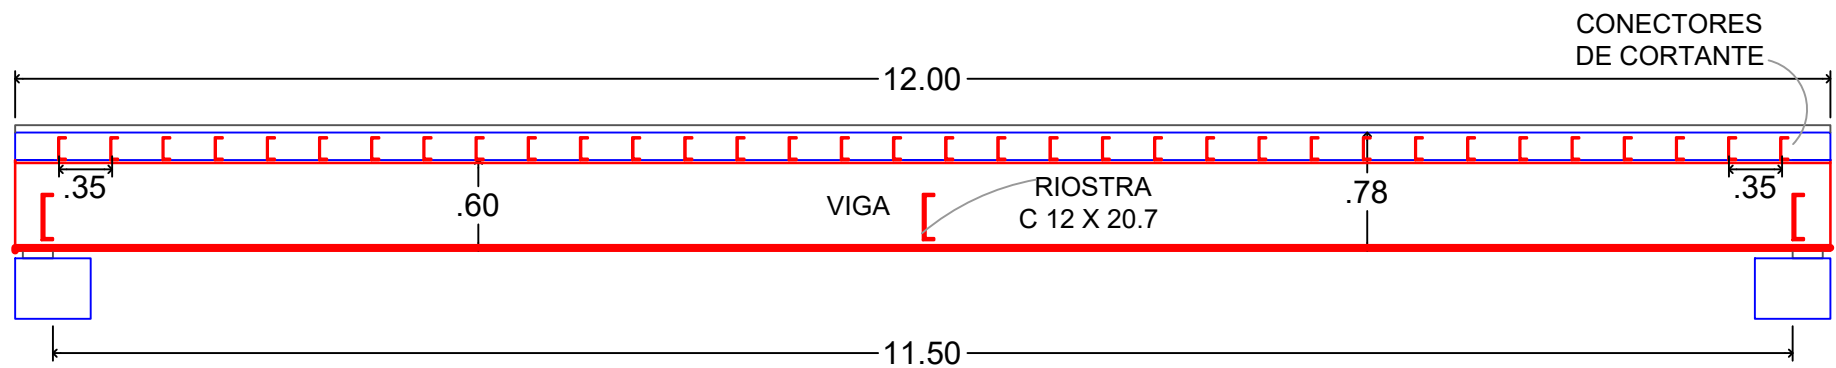 CONECTORES
DE CORTANTE
12.00
.35
.60
VIGA
RIOSTRA
C 12 X 20.7
.78
.35
11.50